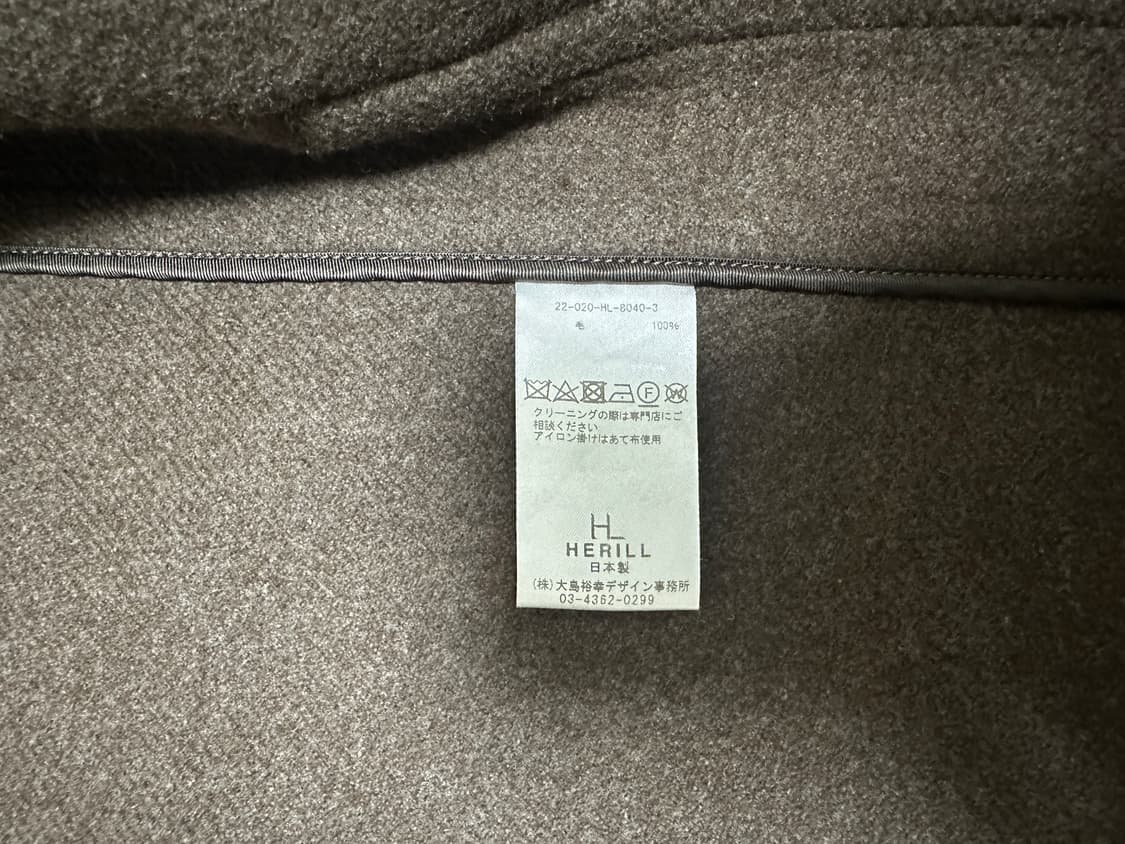 22-020-HL-8040-3
毛 100%
F W
クリーニングの際は専門店にご
相談ください
アイロン掛けはあて布使用
HL
HERILL
日本製
(株)大島裕幸デザイン事務所
03-4362-0299